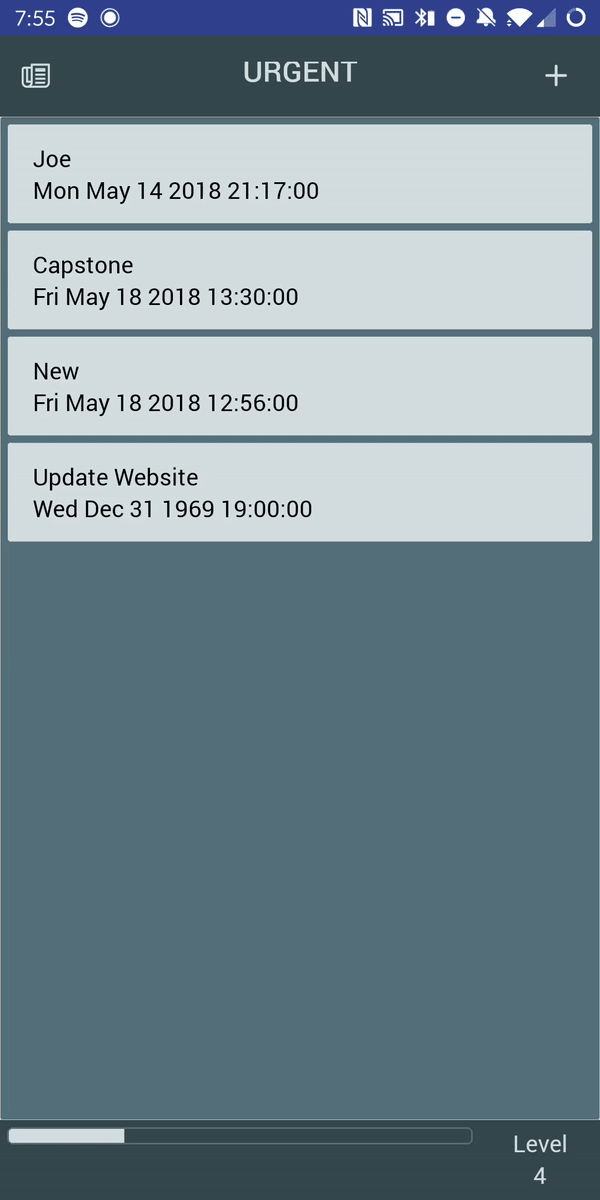 7:55
URGENT
Joe
Mon May 14 2018 21:17:00
Capstone
Fri May 18 2018 13:30:00
New
Fri May 18 2018 12:56:00
Update Website
Wed Dec 31 1969 19:00:00
Level
4